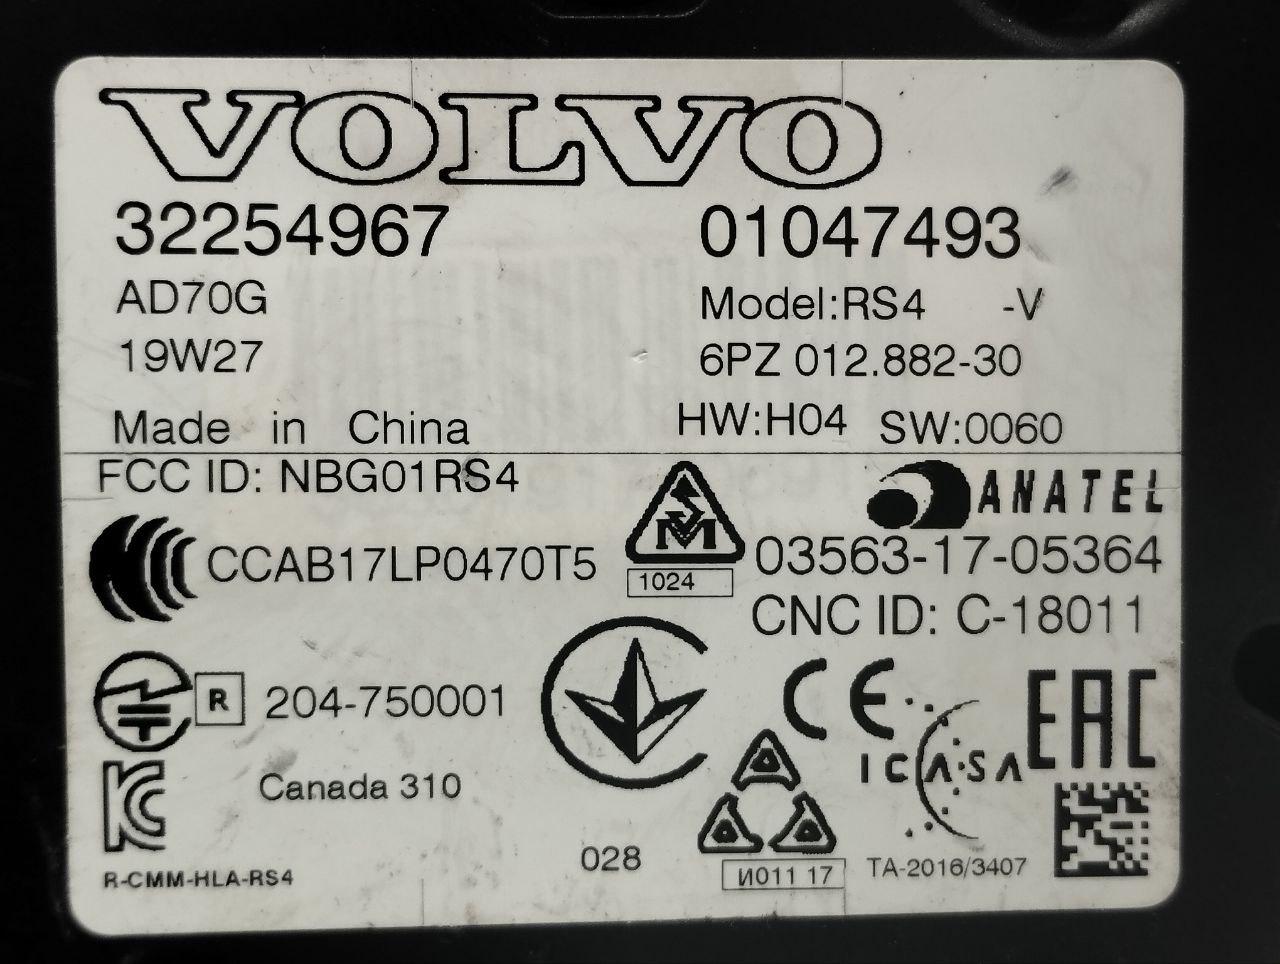 VOLVO
32254967 01047493
AD70G Model:RS4 -V
19W27 6PZ 012.882-30
Made in China HW:H04 SW:0060
FCC ID: NBG01RS4
SM
ANATEL
CCAB17LP0470T5 1024 03563-17-05364
CNC ID: C-18011
R 204-750001 CE EAC
ICASA
Canada 310
028
R-CMM-HLA-RS4 И011 17 TA-2016/3407